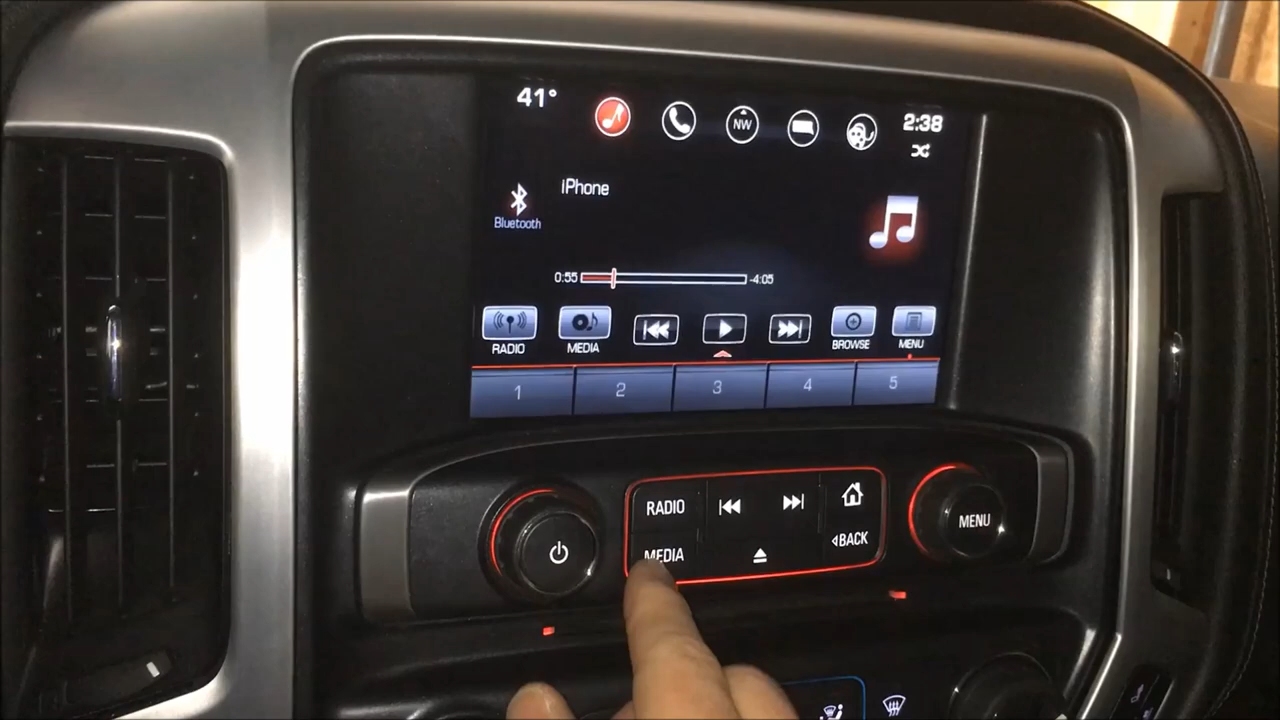 41°
NW
2:38
iPhone
Bluetooth
0:55
-4:05
RADIO
MEDIA
BROWSE
MENU
1
2
3
4
5
RADIO
MEDIA
BACK
MENU